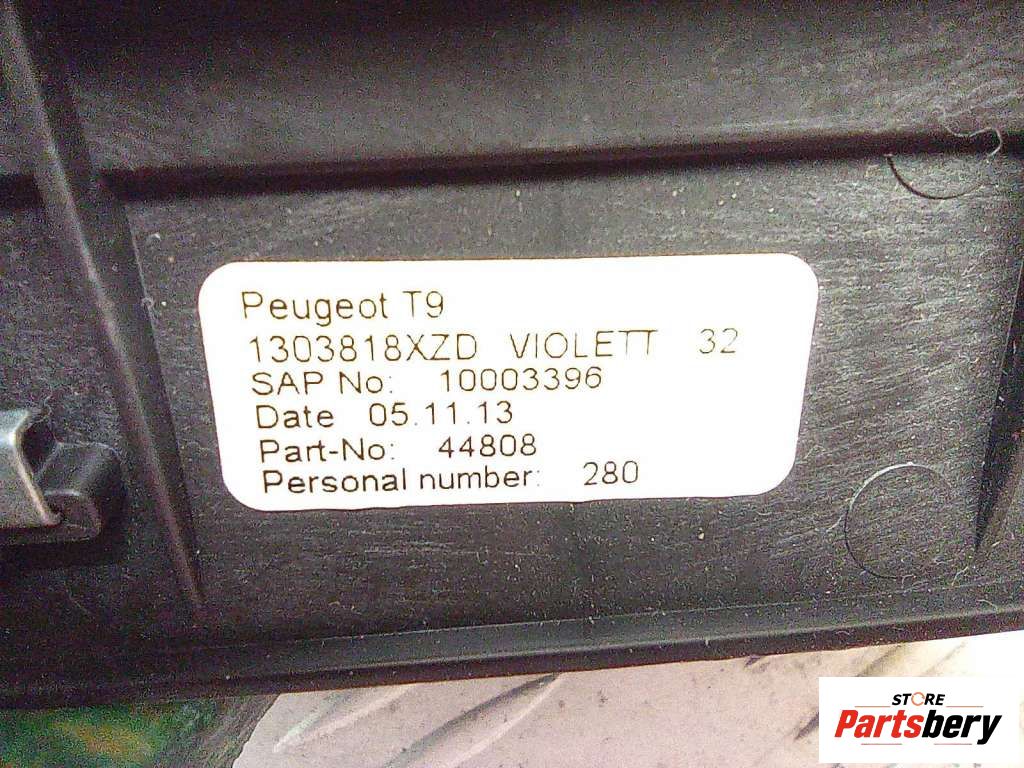 Peugeot T9
1303818XZD VIOLETT 32
SAP No: 10003396
Date 05.11.13
Part-No: 44808
Personal number: 280
STORE
Partsbery